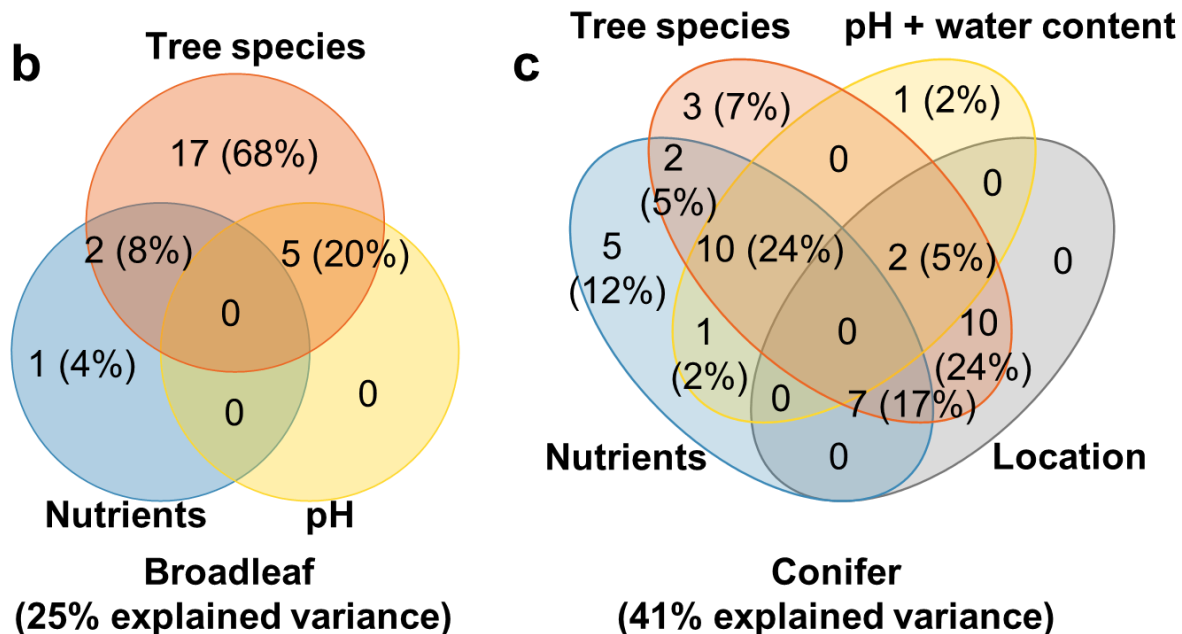 b
Tree species
17 (68%)
2 (8%)
5 (20%)
0
1 (4%)
0
0
Nutrients
pH
Broadleaf
(25% explained variance)
c
Tree species
pH + water content
3 (7%)
1 (2%)
2
(5%)
0
0
5
(12%)
10 (24%)
2 (5%)
0
1
(2%)
0
10
(24%)
0
7 (17%)
0
Nutrients
Location
Conifer
(41% explained variance)